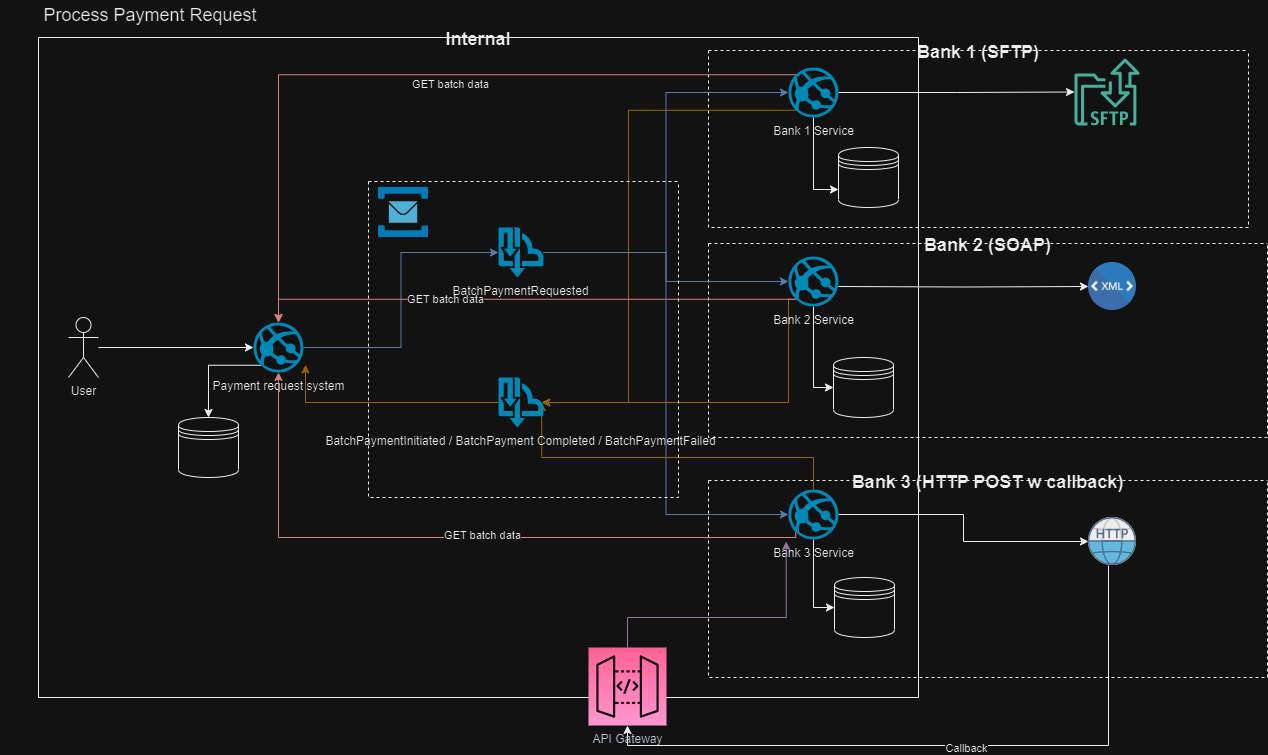 Process Payment Request
Internal
Bank 1 (SFTP)
GET batch data
SFTP
Bank 1 Service
Bank 2 (SOAP)
BatchPaymentRequested
GET batch data
XML
Bank 2 Service
User
Payment request system
BatchPaymentInitiated / BatchPayment Completed / BatchPaymentFailed
Bank 3 (HTTP POST w callback)
GET batch data
HTTP
Bank 3 Service
</>
API Gateway
Callback